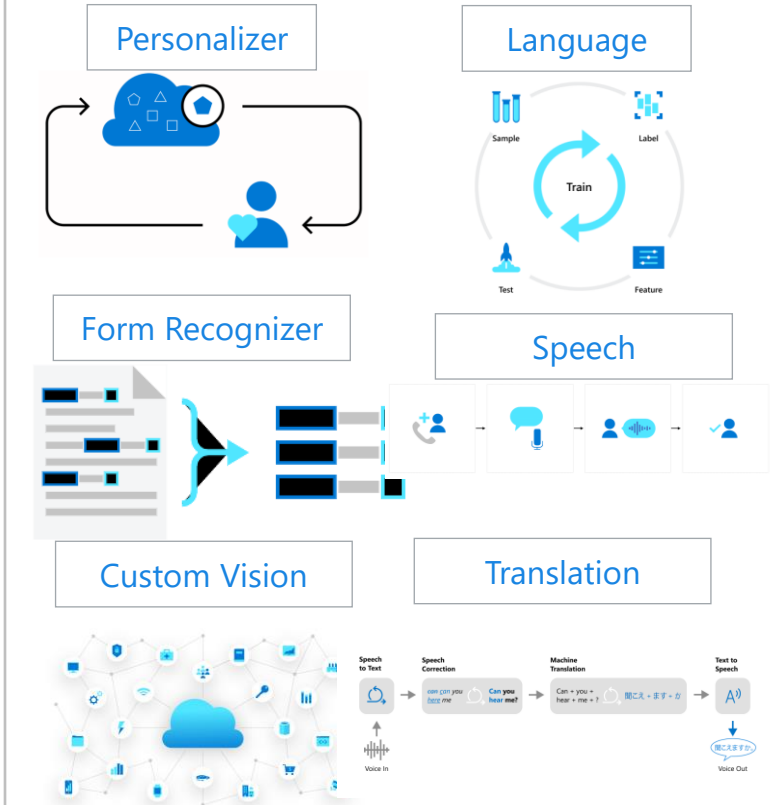 Personalizer
Language
Sample
Label
Train
Test
Feature
Form Recognizer
Speech
Custom Vision
Translation
Speech
to Text
Speech
Correction
Machine
Translation
Text to
Speech
can can you
here me
Can you
hear me?
Can + you +
hear + me + ?
聞こえ + ます + か
A
聞こえますか。
Voice In
Voice Out